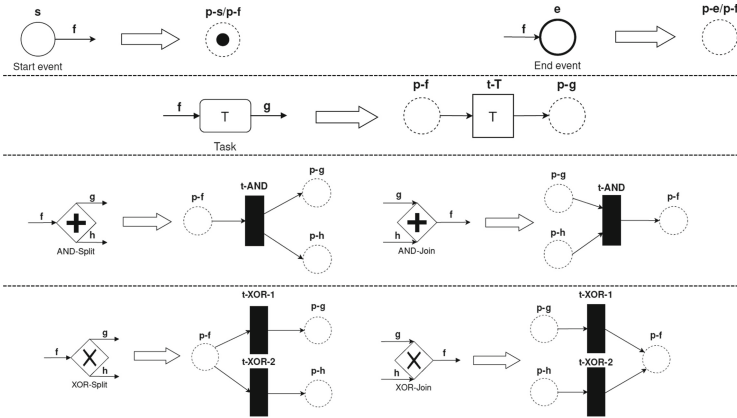 s
f
Start event
p-s/p-f
e
f
End event
p-e/p-f
f
T
g
Task
p-f
t-T
T
p-g
f
g
h
AND-Split
p-f
t-AND
p-g
p-h
g
h
f
AND-Join
p-g
p-h
t-AND
p-f
f
g
h
XOR-Split
p-f
t-XOR-1
t-XOR-2
p-g
p-h
g
h
f
XOR-Join
p-g
p-h
t-XOR-1
t-XOR-2
p-f